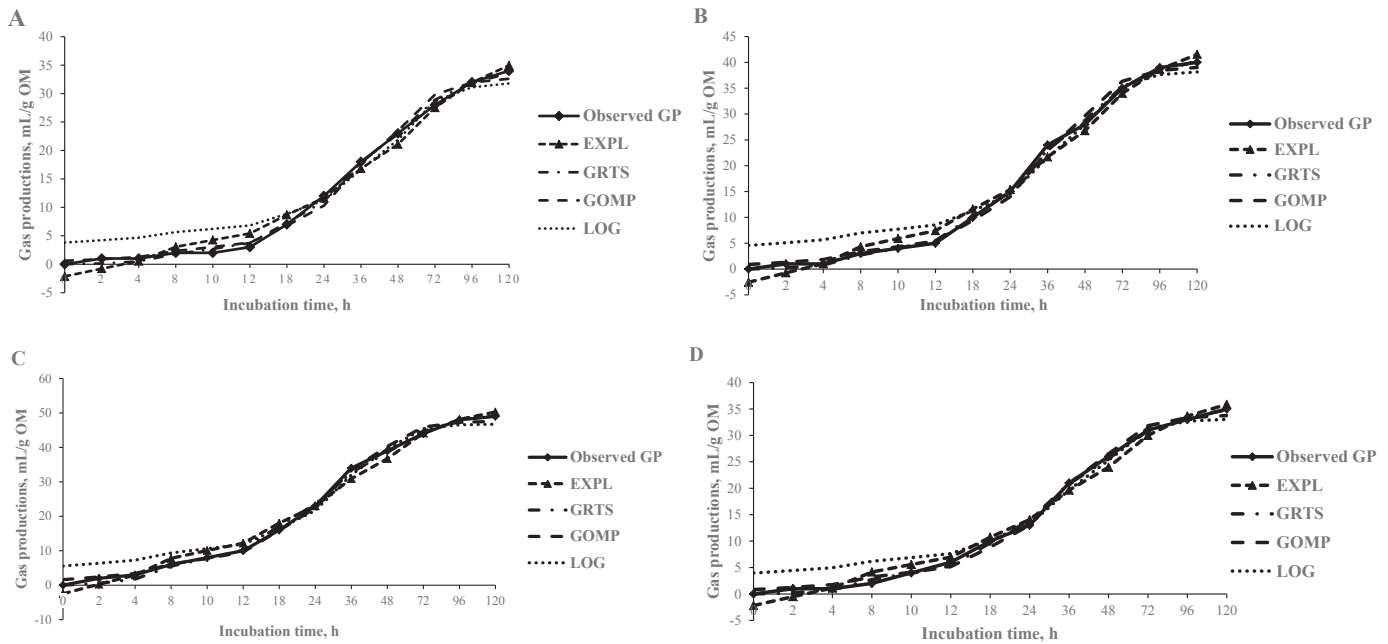 A
Gas productions, mL/g OM
40
35
30
25
20
15
10
5
0
-5
2 4 8 10 12 18 24 36 48 72 96 120
Incubation time, h
Observed GP
EXPL
GRTS
GOMP
LOG
B
Gas productions, mL/g OM
45
40
35
30
25
20
15
10
5
0
-5
2 4 8 10 12 18 24 36 48 72 96 120
Incubation time, h
Observed GP
EXPL
GRTS
GOMP
LOG
C
Gas productions, mL/g OM
60
50
40
30
20
10
0
-10
0 2 4 8 10 12 18 24 36 48 72 96 120
Incubation time, h
Observed GP
EXPL
GRTS
GOMP
LOG
D
Gas productions, mL/g OM
40
35
30
25
20
15
10
5
0
-5
2 4 8 10 12 18 24 36 48 72 96 120
Incubation time, h
Observed GP
EXPL
GRTS
GOMP
LOG